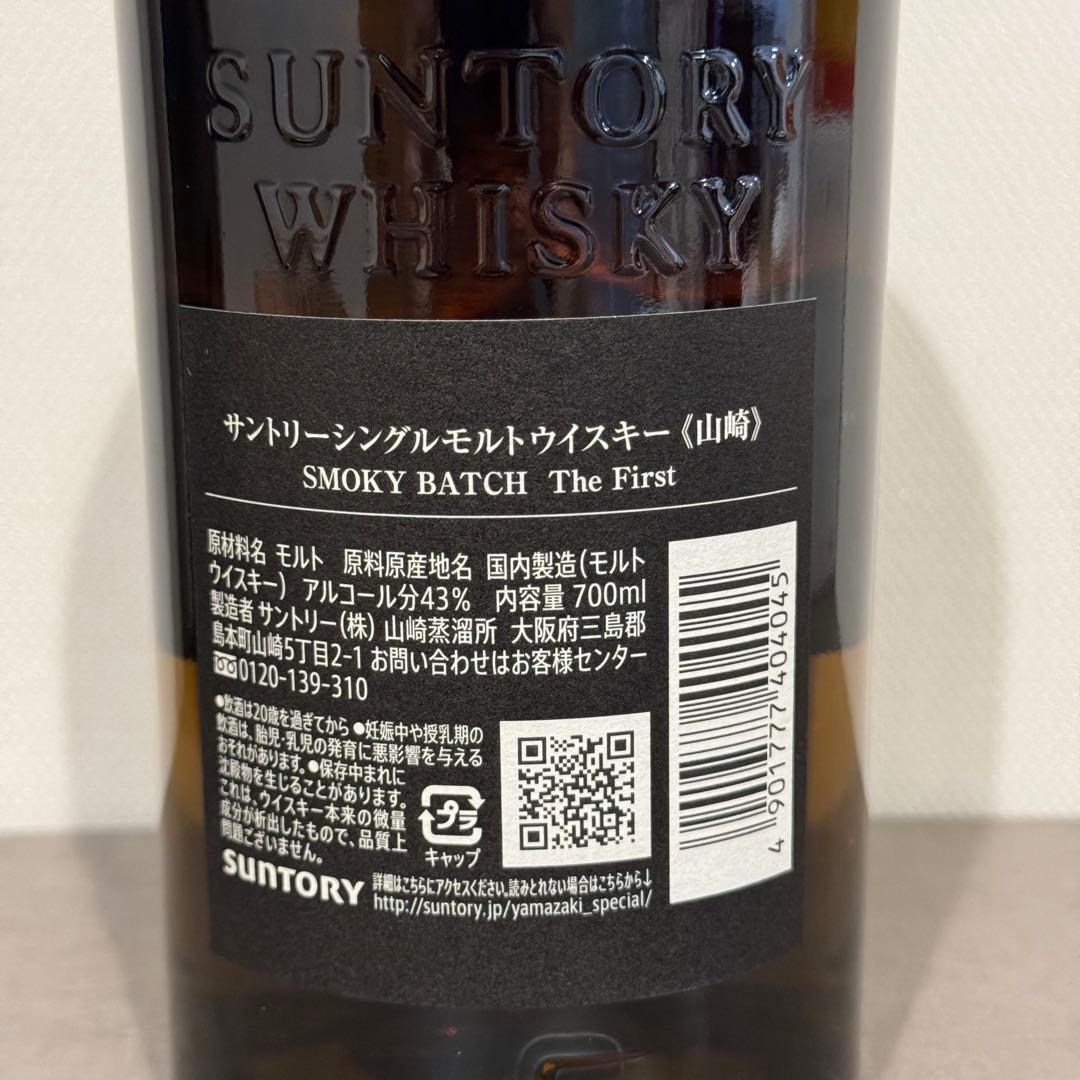 SUNTORY
WHISKY
サントリーシングルモルトウイスキー《山崎》
SMOKY BATCH The First
原材料名 モルト 原料原産地名 国内製造(モルト
ウイスキー) アルコール分43% 内容量 700ml
製造者 サントリー(株) 山崎蒸溜所 大阪府三島郡
島本町山崎5丁目2-1 お問い合わせはお客様センター
0120-139-310
●飲酒は20歳を過ぎてから ●妊娠中や授乳期の
飲酒は、胎児・乳児の発育に悪影響を与える
おそれがあります。●保存中まれに
沈殿物を生じることがあります。
これは、ウイスキー本来の微量
成分が析出したもので、品質上
問題ございません。
プラ
キャップ
SUNTORY
詳細はこちらにアクセスください。読みとれない場合はこちらから↓
http://suntory.jp/yamazaki_special/
4901777404045